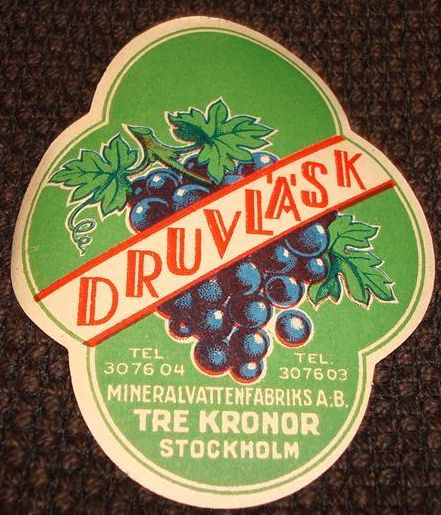 DRUVLÄSK
TEL. 307604
TEL. 307603
MINERALVATTENFABRIKS A.B.
TRE KRONOR
STOCKHOLM